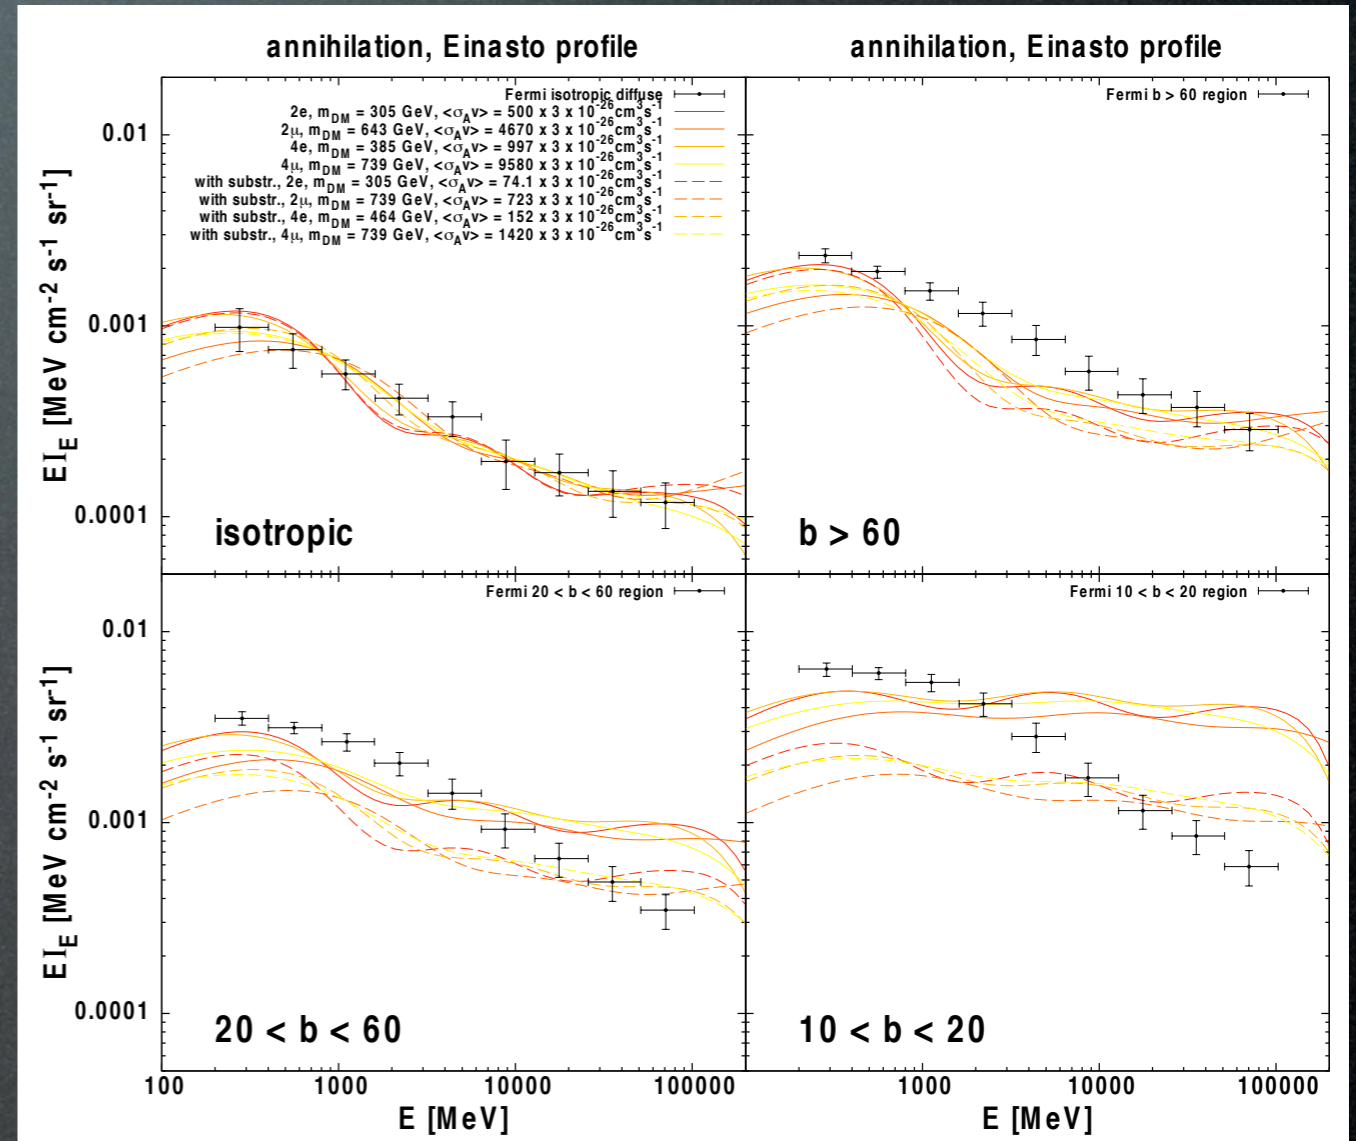 annihilation, Einasto profile
annihilation, Einasto profile
Fermi isotropic diffuse
2e, m_DM = 305 GeV, <σ_A v> = 500 x 3 x 10^-26 cm^3 s^-1
2μ, m_DM = 643 GeV, <σ_A v> = 4670 x 3 x 10^-26 cm^3 s^-1
4e, m_DM = 385 GeV, <σ_A v> = 997 x 3 x 10^-26 cm^3 s^-1
4μ, m_DM = 739 GeV, <σ_A v> = 9580 x 3 x 10^-26 cm^3 s^-1
with substr., 2e, m_DM = 305 GeV, <σ_A v> = 74.1 x 3 x 10^-26 cm^3 s^-1
with substr., 2μ, m_DM = 739 GeV, <σ_A v> = 723 x 3 x 10^-26 cm^3 s^-1
with substr., 4e, m_DM = 464 GeV, <σ_A v> = 152 x 3 x 10^-26 cm^3 s^-1
with substr., 4μ, m_DM = 739 GeV, <σ_A v> = 1420 x 3 x 10^-26 cm^3 s^-1
EI_E [MeV cm^-2 s^-1 sr^-1]
0.01
0.001
0.0001
isotropic
Fermi b > 60 region
b > 60
EI_E [MeV cm^-2 s^-1 sr^-1]
0.01
0.001
0.0001
Fermi 20 < b < 60 region
20 < b < 60
Fermi 10 < b < 20 region
10 < b < 20
100 1000 10000 100000
E [MeV]
1000 10000 100000
E [MeV]